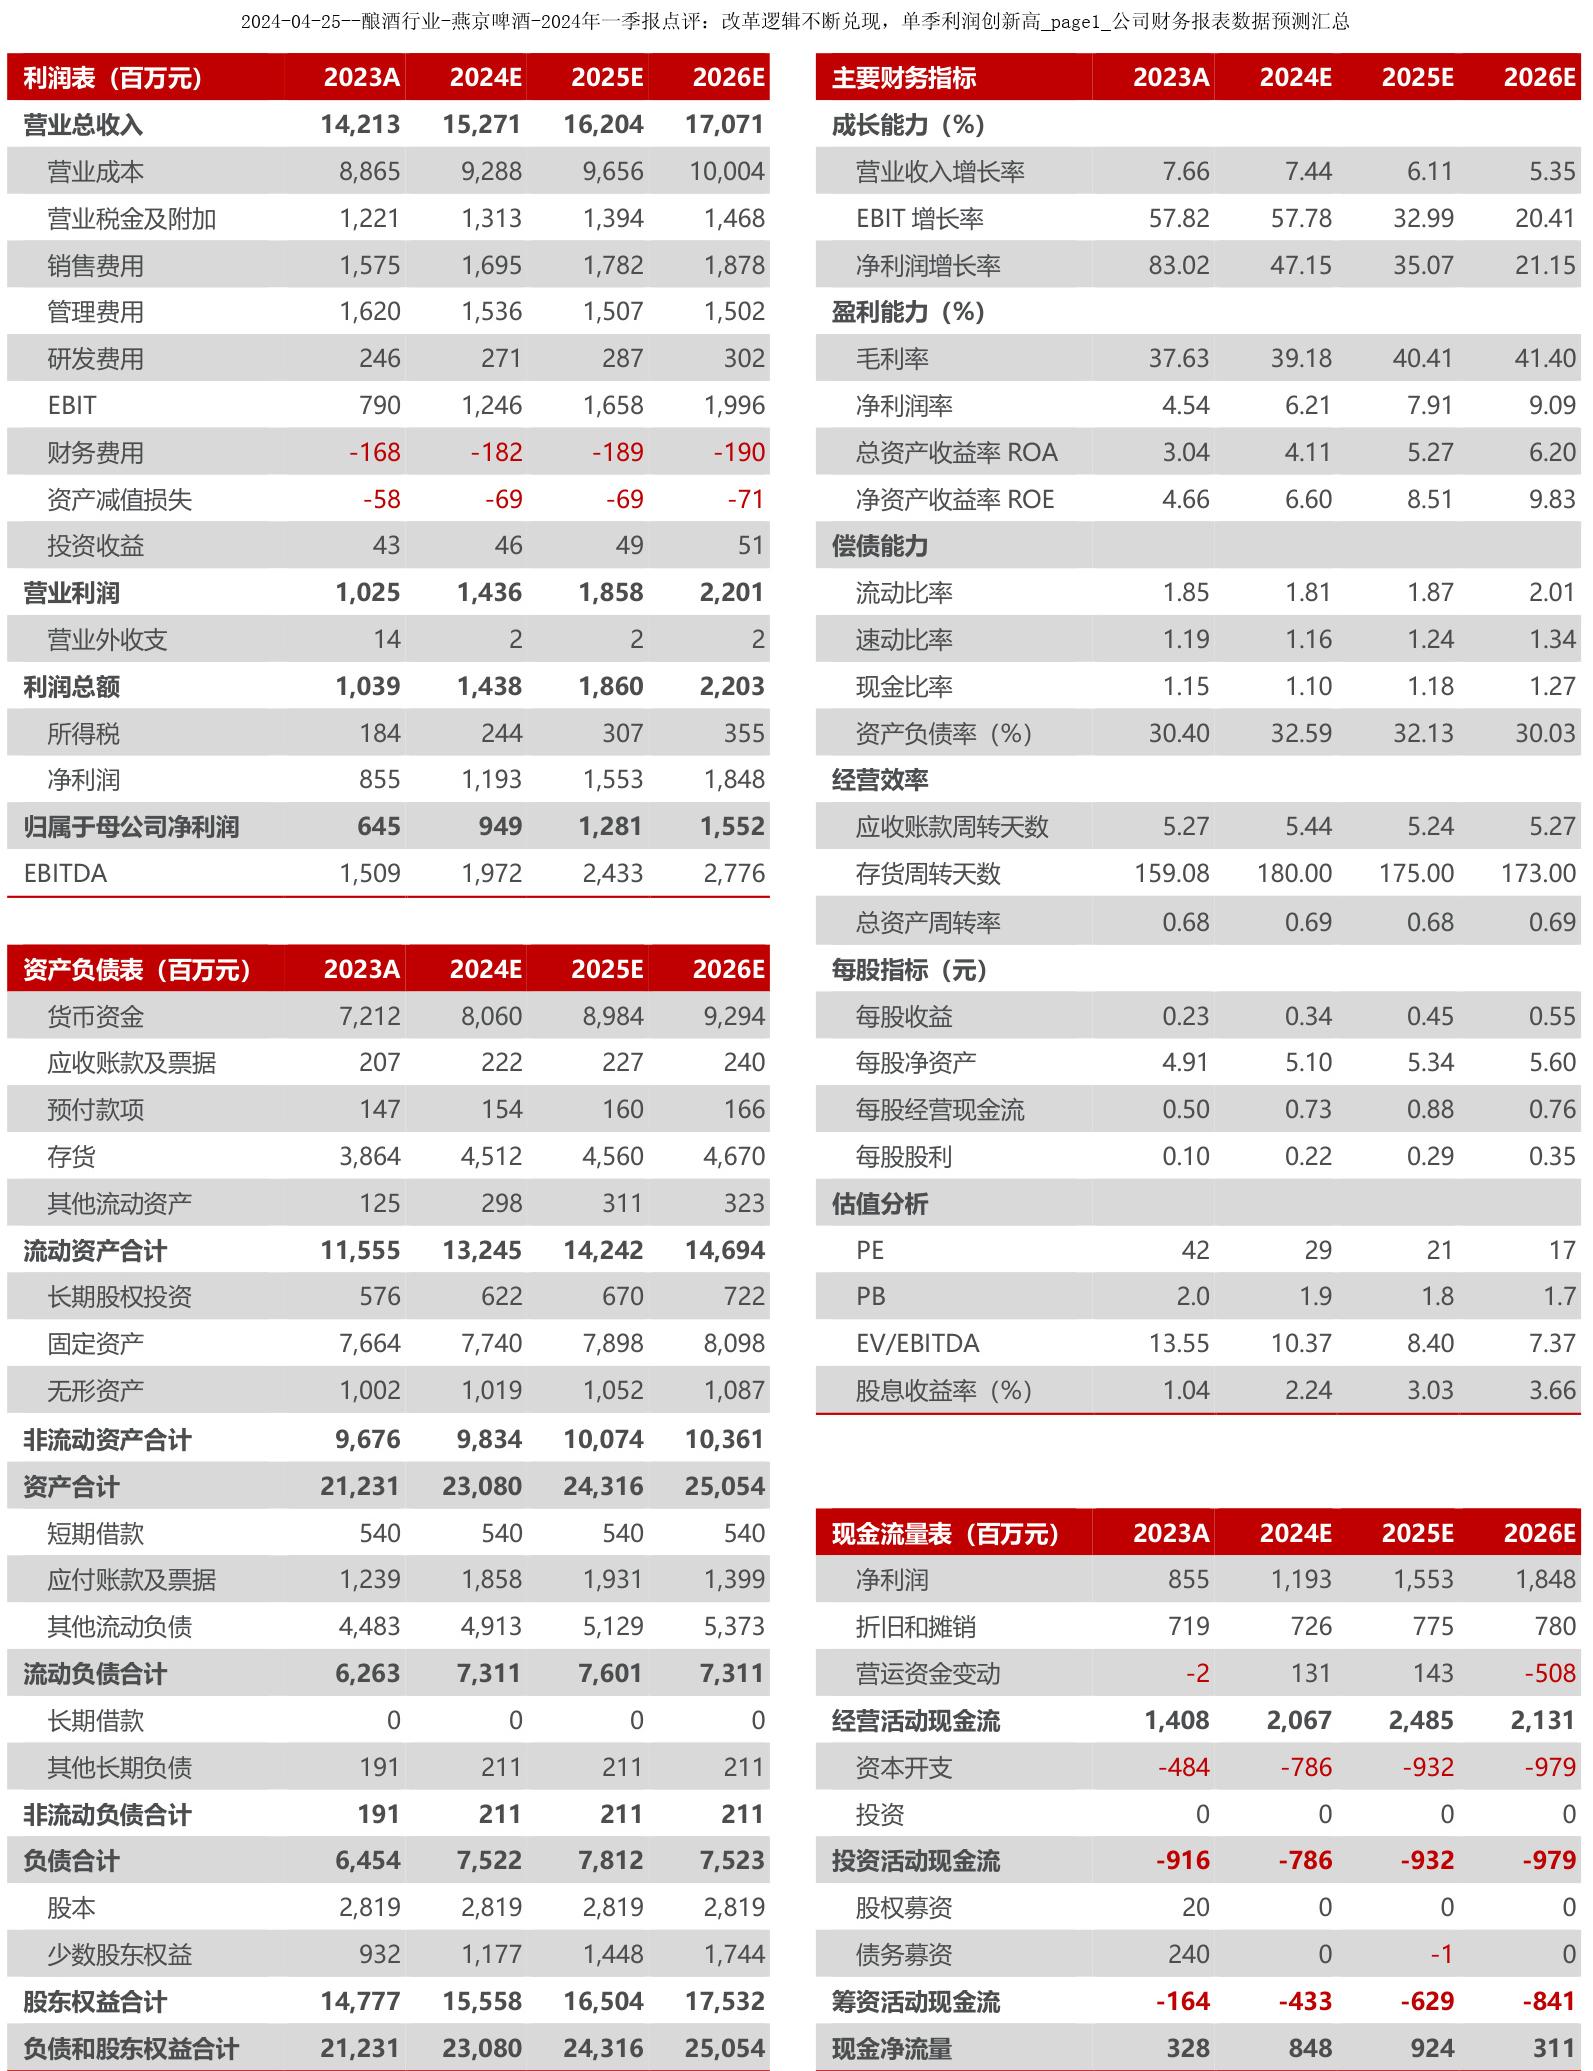 2024-04-25--酿酒行业-燕京啤酒-2024年一季报点评：改革逻辑不断兑现，单季利润创新高_page1_公司财务报表数据预测汇总
利润表（百万元） 2023A 2024E 2025E 2026E
营业总收入 14,213 15,271 16,204 17,071
营业成本 8,865 9,288 9,656 10,004
营业税金及附加 1,221 1,313 1,394 1,468
销售费用 1,575 1,695 1,782 1,878
管理费用 1,620 1,536 1,507 1,502
研发费用 246 271 287 302
EBIT 790 1,246 1,658 1,996
财务费用 -168 -182 -189 -190
资产减值损失 -58 -69 -69 -71
投资收益 43 46 49 51
营业利润 1,025 1,436 1,858 2,201
营业外收支 14 2 2 2
利润总额 1,039 1,438 1,860 2,203
所得税 184 244 307 355
净利润 855 1,193 1,553 1,848
归属于母公司净利润 645 949 1,281 1,552
EBITDA 1,509 1,972 2,433 2,776
资产负债表（百万元） 2023A 2024E 2025E 2026E
货币资金 7,212 8,060 8,984 9,294
应收账款及票据 207 222 227 240
预付款项 147 154 160 166
存货 3,864 4,512 4,560 4,670
其他流动资产 125 298 311 323
流动资产合计 11,555 13,245 14,242 14,694
长期股权投资 576 622 670 722
固定资产 7,664 7,740 7,898 8,098
无形资产 1,002 1,019 1,052 1,087
非流动资产合计 9,676 9,834 10,074 10,361
资产合计 21,231 23,080 24,316 25,054
短期借款 540 540 540 540
应付账款及票据 1,239 1,858 1,931 1,399
其他流动负债 4,483 4,913 5,129 5,373
流动负债合计 6,263 7,311 7,601 7,311
长期借款 0 0 0 0
其他长期负债 191 211 211 211
非流动负债合计 191 211 211 211
负债合计 6,454 7,522 7,812 7,523
股本 2,819 2,819 2,819 2,819
少数股东权益 932 1,177 1,448 1,744
股东权益合计 14,777 15,558 16,504 17,532
负债和股东权益合计 21,231 23,080 24,316 25,054
主要财务指标 2023A 2024E 2025E 2026E
成长能力（%）
营业收入增长率 7.66 7.44 6.11 5.35
EBIT 增长率 57.82 57.78 32.99 20.41
净利润增长率 83.02 47.15 35.07 21.15
盈利能力（%）
毛利率 37.63 39.18 40.41 41.40
净利润率 4.54 6.21 7.91 9.09
总资产收益率 ROA 3.04 4.11 5.27 6.20
净资产收益率 ROE 4.66 6.60 8.51 9.83
偿债能力
流动比率 1.85 1.81 1.87 2.01
速动比率 1.19 1.16 1.24 1.34
现金比率 1.15 1.10 1.18 1.27
资产负债率（%） 30.40 32.59 32.13 30.03
经营效率
应收账款周转天数 5.27 5.44 5.24 5.27
存货周转天数 159.08 180.00 175.00 173.00
总资产周转率 0.68 0.69 0.68 0.69
每股指标（元）
每股收益 0.23 0.34 0.45 0.55
每股净资产 4.91 5.10 5.34 5.60
每股经营现金流 0.50 0.73 0.88 0.76
每股股利 0.10 0.22 0.29 0.35
估值分析
PE 42 29 21 17
PB 2.0 1.9 1.8 1.7
EV/EBITDA 13.55 10.37 8.40 7.37
股息收益率（%） 1.04 2.24 3.03 3.66
现金流量表（百万元） 2023A 2024E 2025E 2026E
净利润 855 1,193 1,553 1,848
折旧和摊销 719 726 775 780
营运资金变动 -2 131 143 -508
经营活动现金流 1,408 2,067 2,485 2,131
资本开支 -484 -786 -932 -979
投资 0 0 0 0
投资活动现金流 -916 -786 -932 -979
股权募资 20 0 0 0
债务募资 240 0 -1 0
筹资活动现金流 -164 -433 -629 -841
现金净流量 328 848 924 311